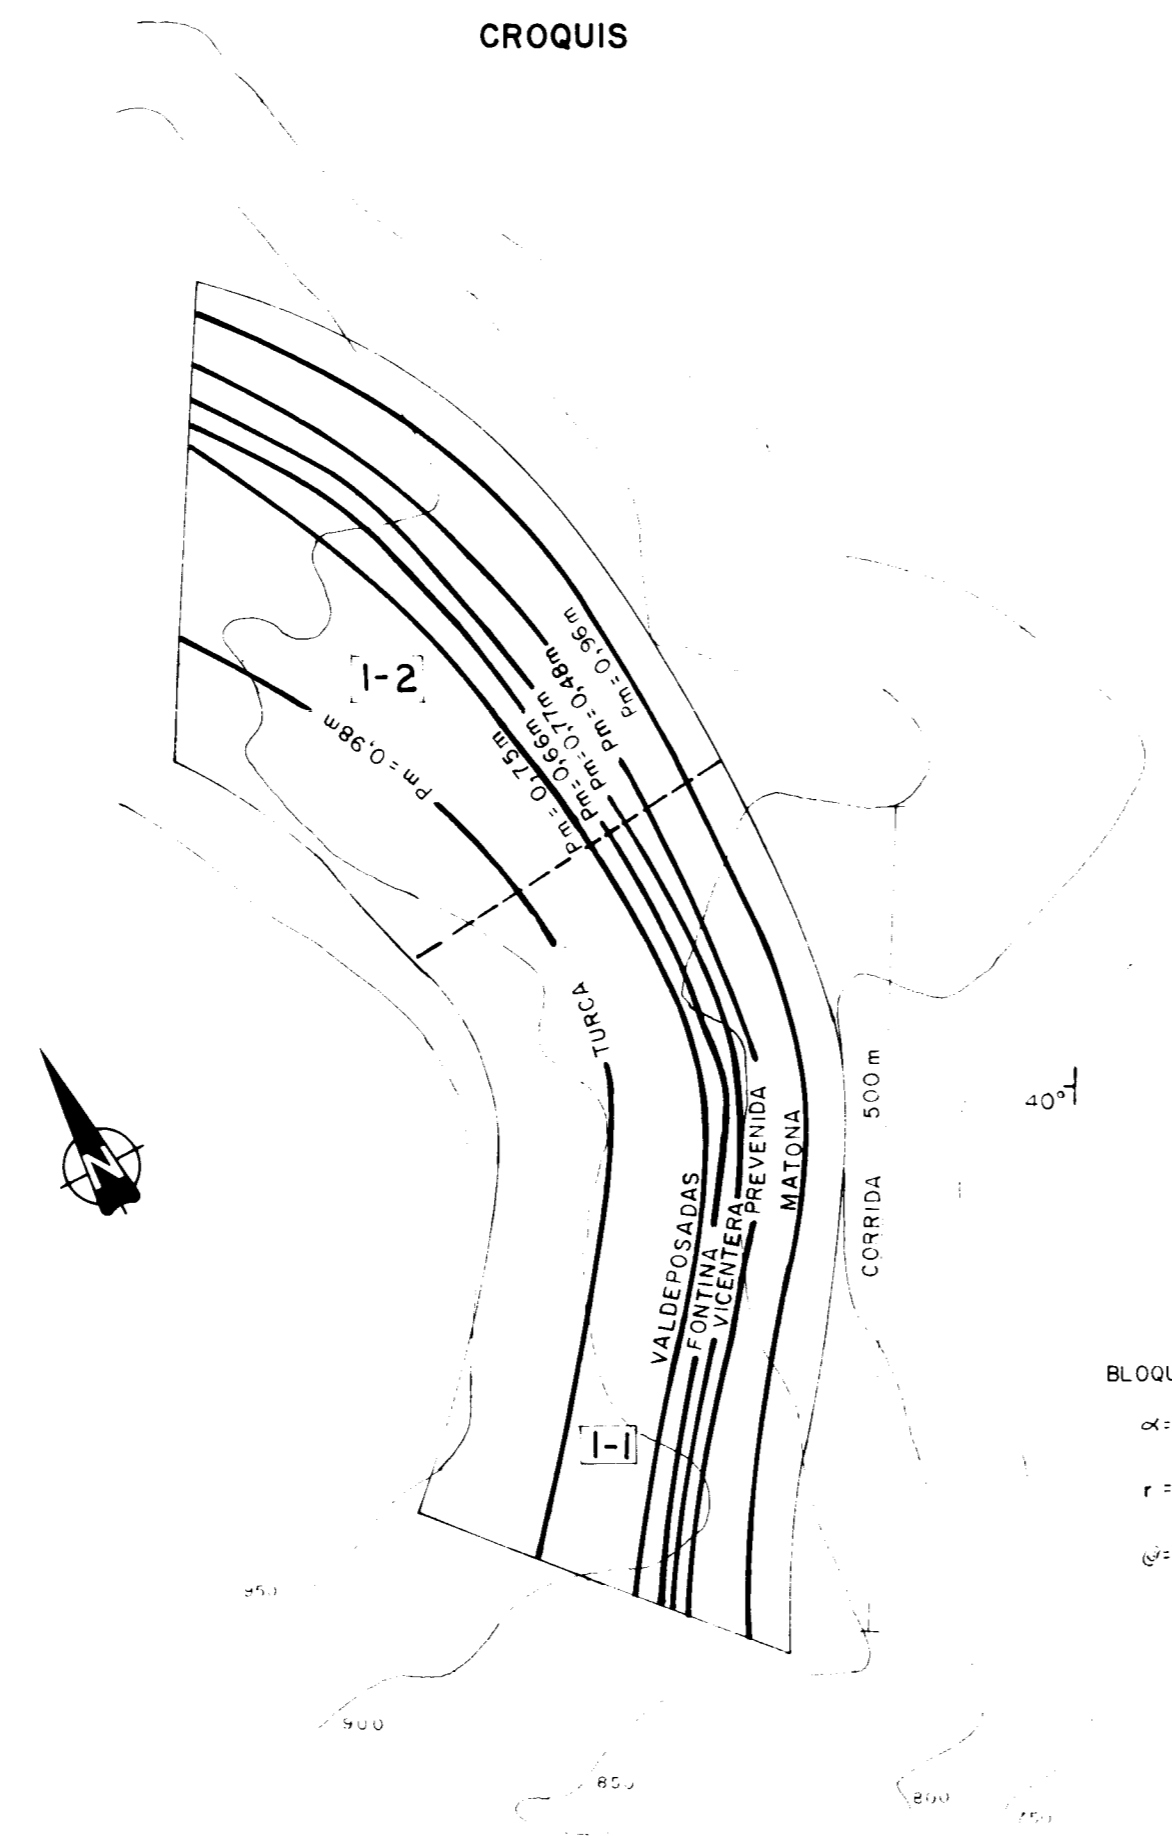 CROQUIS
Pm = 0,96m
Pm = 0,48m
Pm = 0,77m
Pm = 0,66m
Pm = 0,75m
1-2
Pm = 0,98m
TURCA
VALDEPOSADAS
FONTINA
VICENTERA
PREVENIDA
MATONA
CORRIDA 500m
40°
N
BLOQU
α=
r =
1-1
950
900
850
800